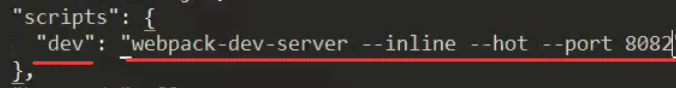 "scripts": {
"dev": "webpack-dev-server --inline --hot --port 8082"
},